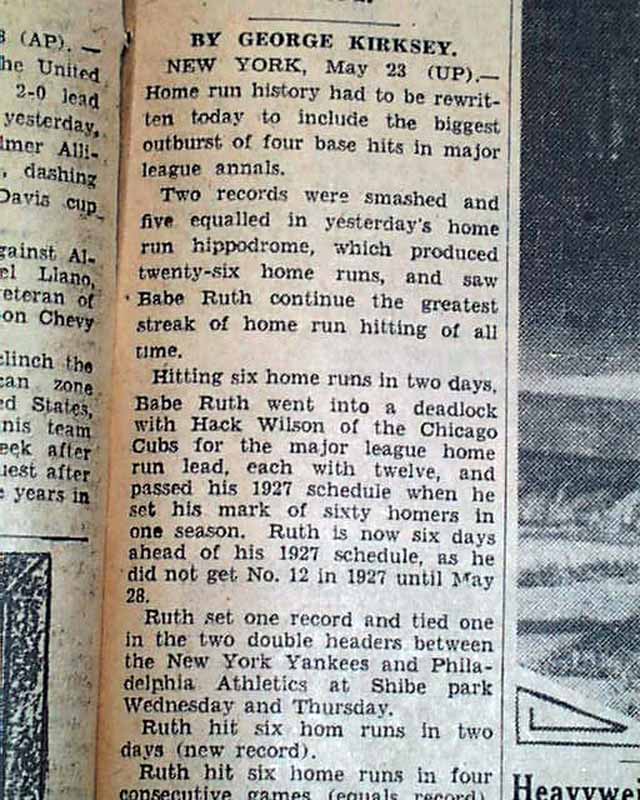 8 (AP). —
he United
2-0 lead
yesterday,
lmer Alli-
, dashing
Davis cup
gainst Al-
el Llano,
eteran of
on Chevy
clinch the
can zone
ed States,
nis team
eek after
uest after
e years in
BY GEORGE KIRKSEY.
NEW YORK, May 23 (UP).—
Home run history had to be rewrit-
ten today to include the biggest
outburst of four base hits in major
league annals.
Two records were smashed and
five equalled in yesterday's home
run hippodrome, which produced
twenty-six home runs, and saw
Babe Ruth continue the greatest
streak of home run hitting of all
time.
Hitting six home runs in two days,
Babe Ruth went into a deadlock
with Hack Wilson of the Chicago
Cubs for the major league home
run lead, each with twelve, and
passed his 1927 schedule when he
set his mark of sixty homers in
one season. Ruth is now six days
ahead of his 1927 schedule, as he
did not get No. 12 in 1927 until May
28.
Ruth set one record and tied one
in the two double headers between
the New York Yankees and Phila-
delphia Athletics at Shibe park
Wednesday and Thursday.
Ruth hit six hom runs in two
days (new record).
Ruth hit six home runs in four
consecutive games (equals record).
Heavywei